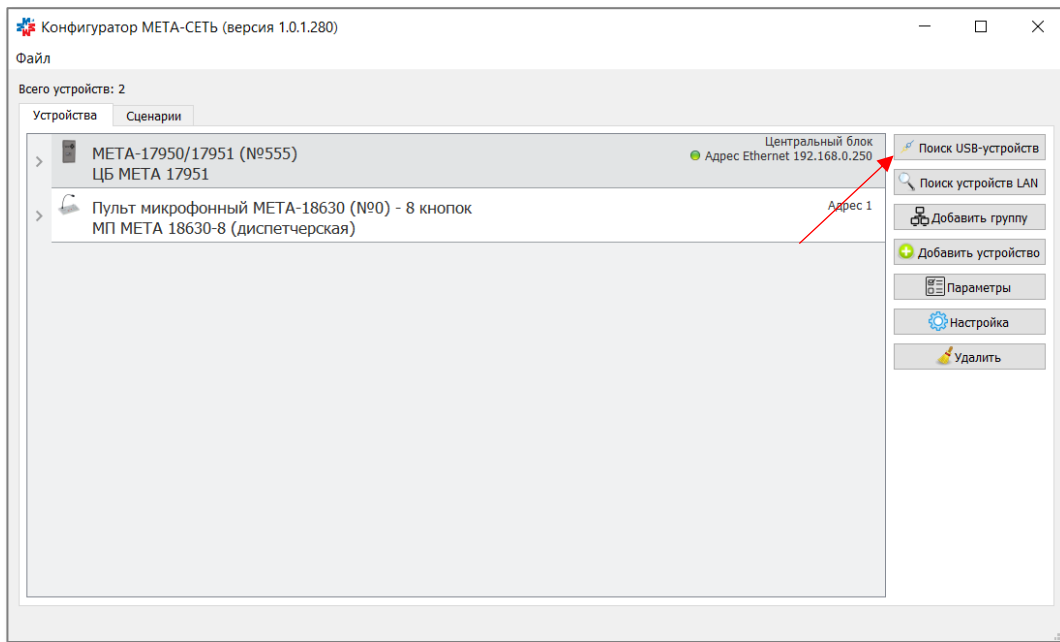 Конфигуратор МЕТА-СЕТЬ (версия 1.0.1.280)
Файл
Всего устройств: 2
Устройства
Сценарии
META-17950/17951 (№555)
ЦБ МЕТА 17951
Центральный блок
Адрес Ethernet 192.168.0.250
Пульт микрофонный МЕТА-18630 (№0) - 8 кнопок
МП МЕТА 18630-8 (диспетчерская)
Адрес 1
Поиск USB-устройств
Поиск устройств LAN
Добавить группу
Добавить устройство
Параметры
Настройка
Удалить